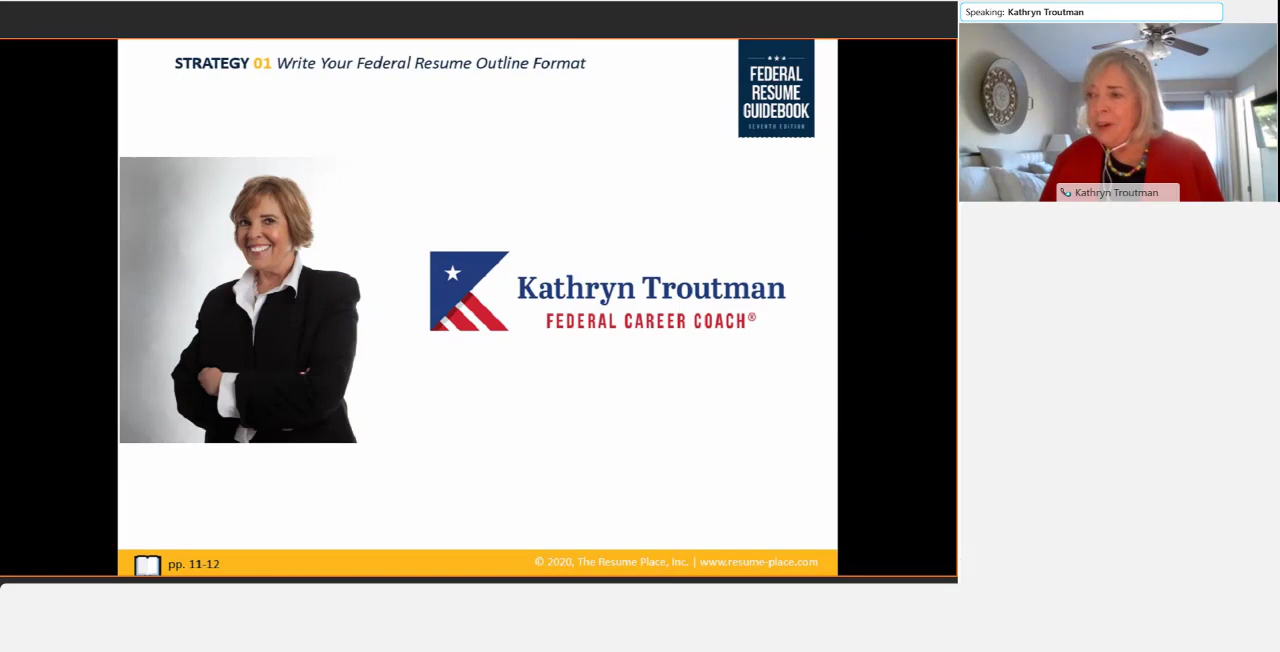 STRATEGY 01 Write Your Federal Resume Outline Format
FEDERAL
RESUME
GUIDEBOOK
SEVENTH EDITION
Kathryn Troutman
FEDERAL CAREER COACH®
pp. 11-12
© 2020, The Resume Place, Inc. | www.resume-place.com
Speaking: Kathryn Troutman
Kathryn Troutman